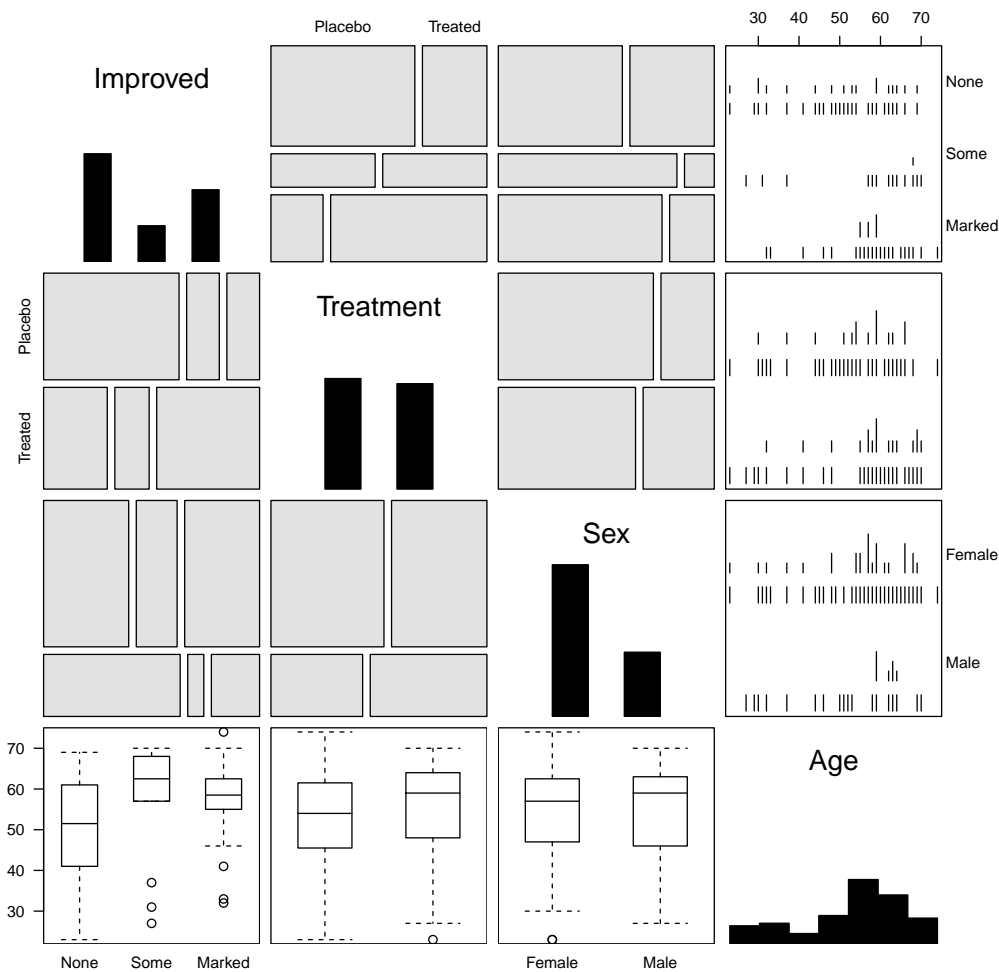 30 40 50 60 70
Placebo Treated
Improved
None
Some
Marked
Placebo
Treatment
Treated
Sex
Female
Male
Age
70
60
50
40
30
None Some Marked Female Male